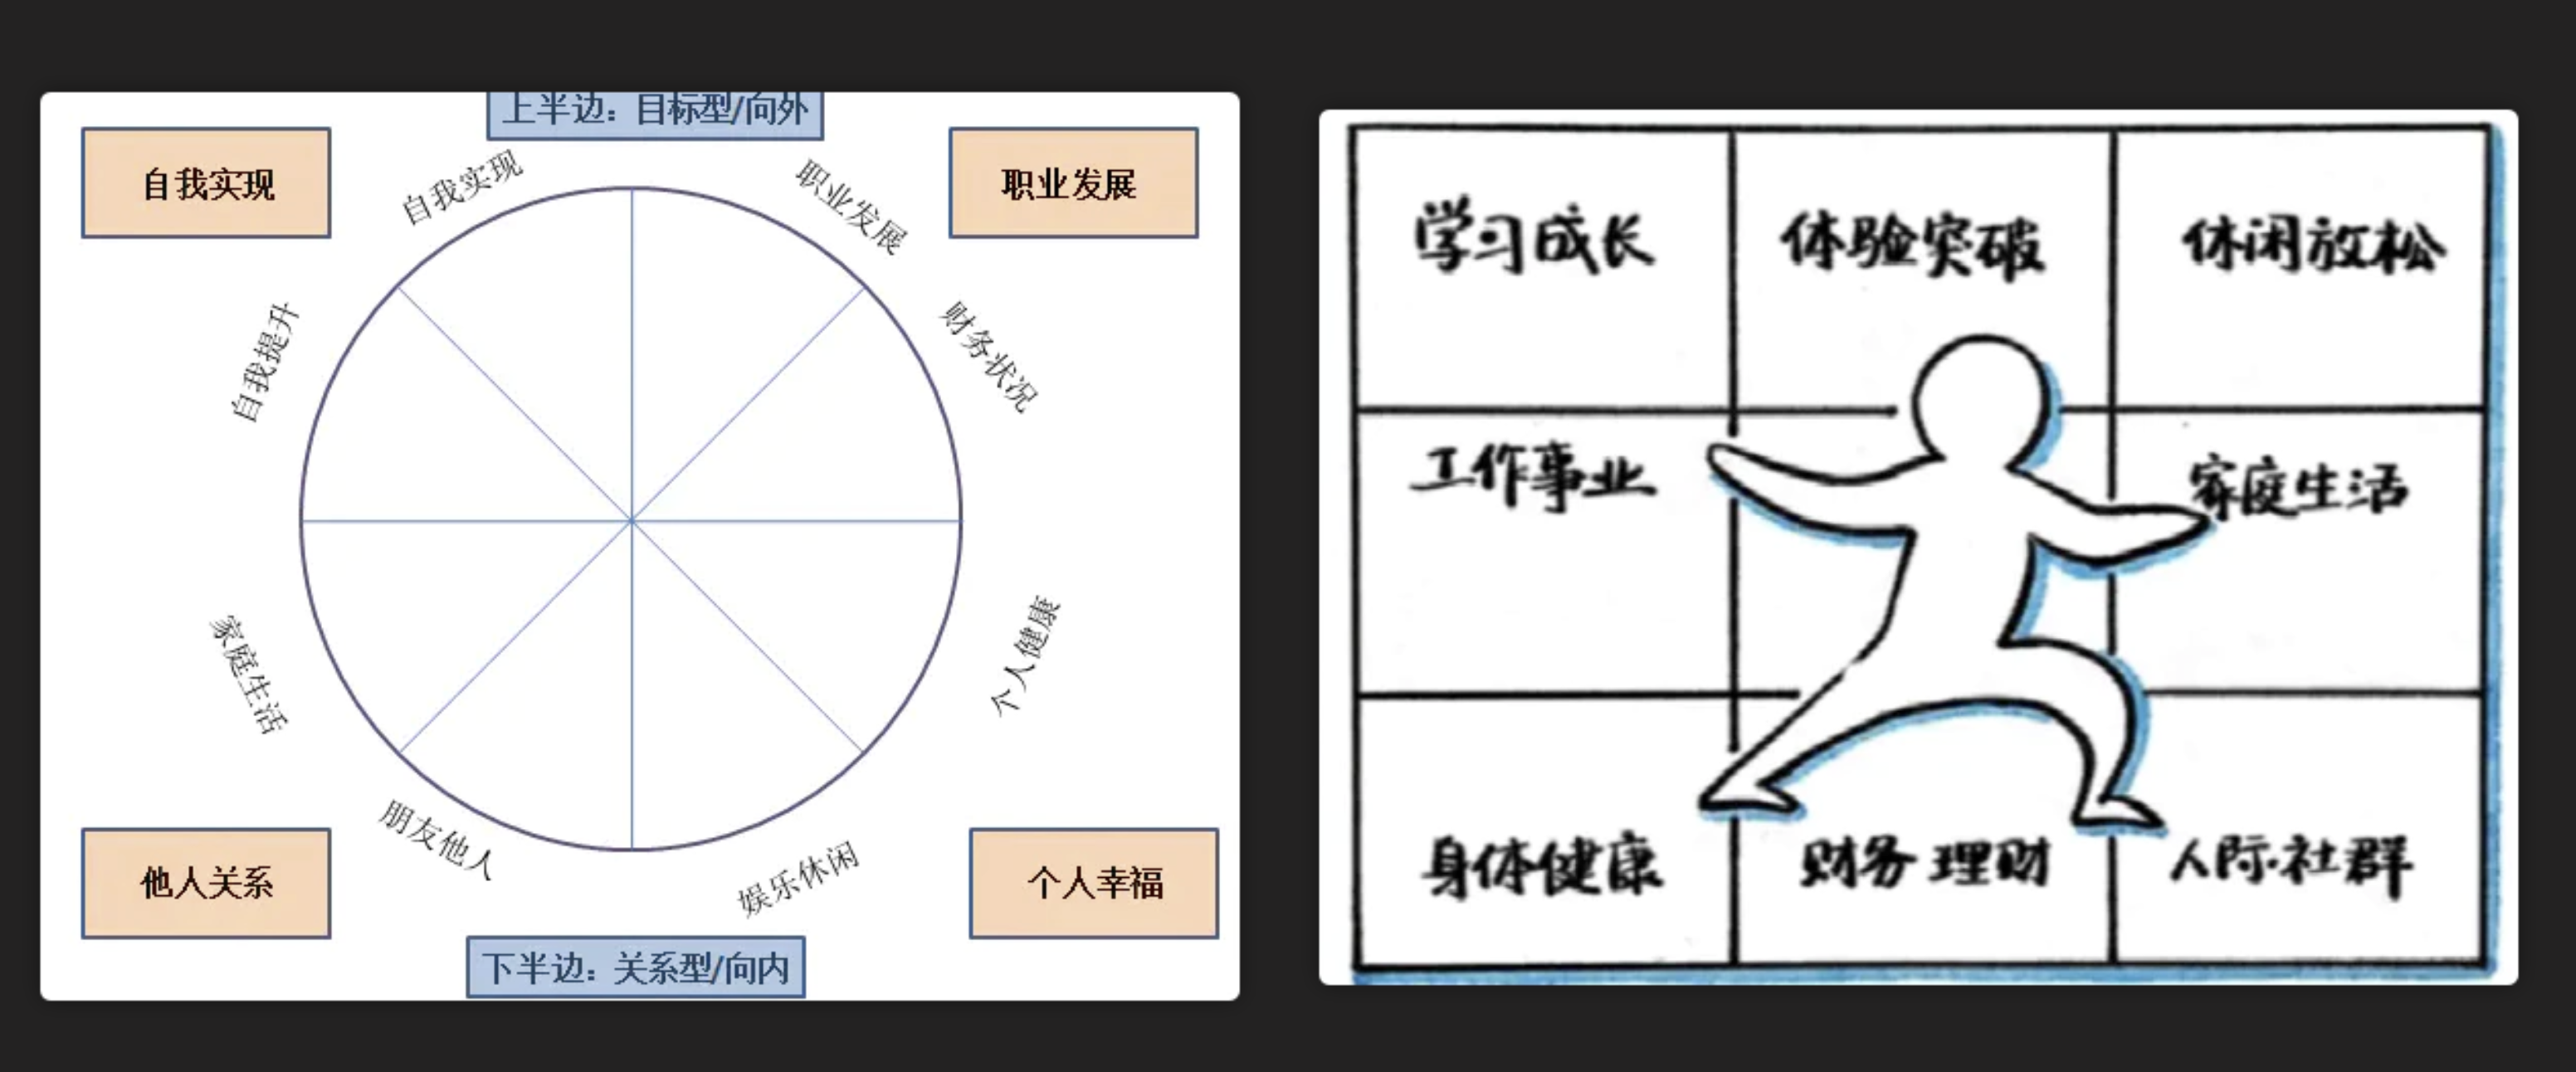 上半边：目标型/向外
自我实现
职业发展
自我实现
职业发展
自我提升
财务状况
家庭生活
个人健康
朋友他人
娱乐休闲
他人关系
个人幸福
下半边：关系型/向内
学习成长
体验突破
休闲放松
工作事业
家庭生活
身体健康
财务理财
人际社群